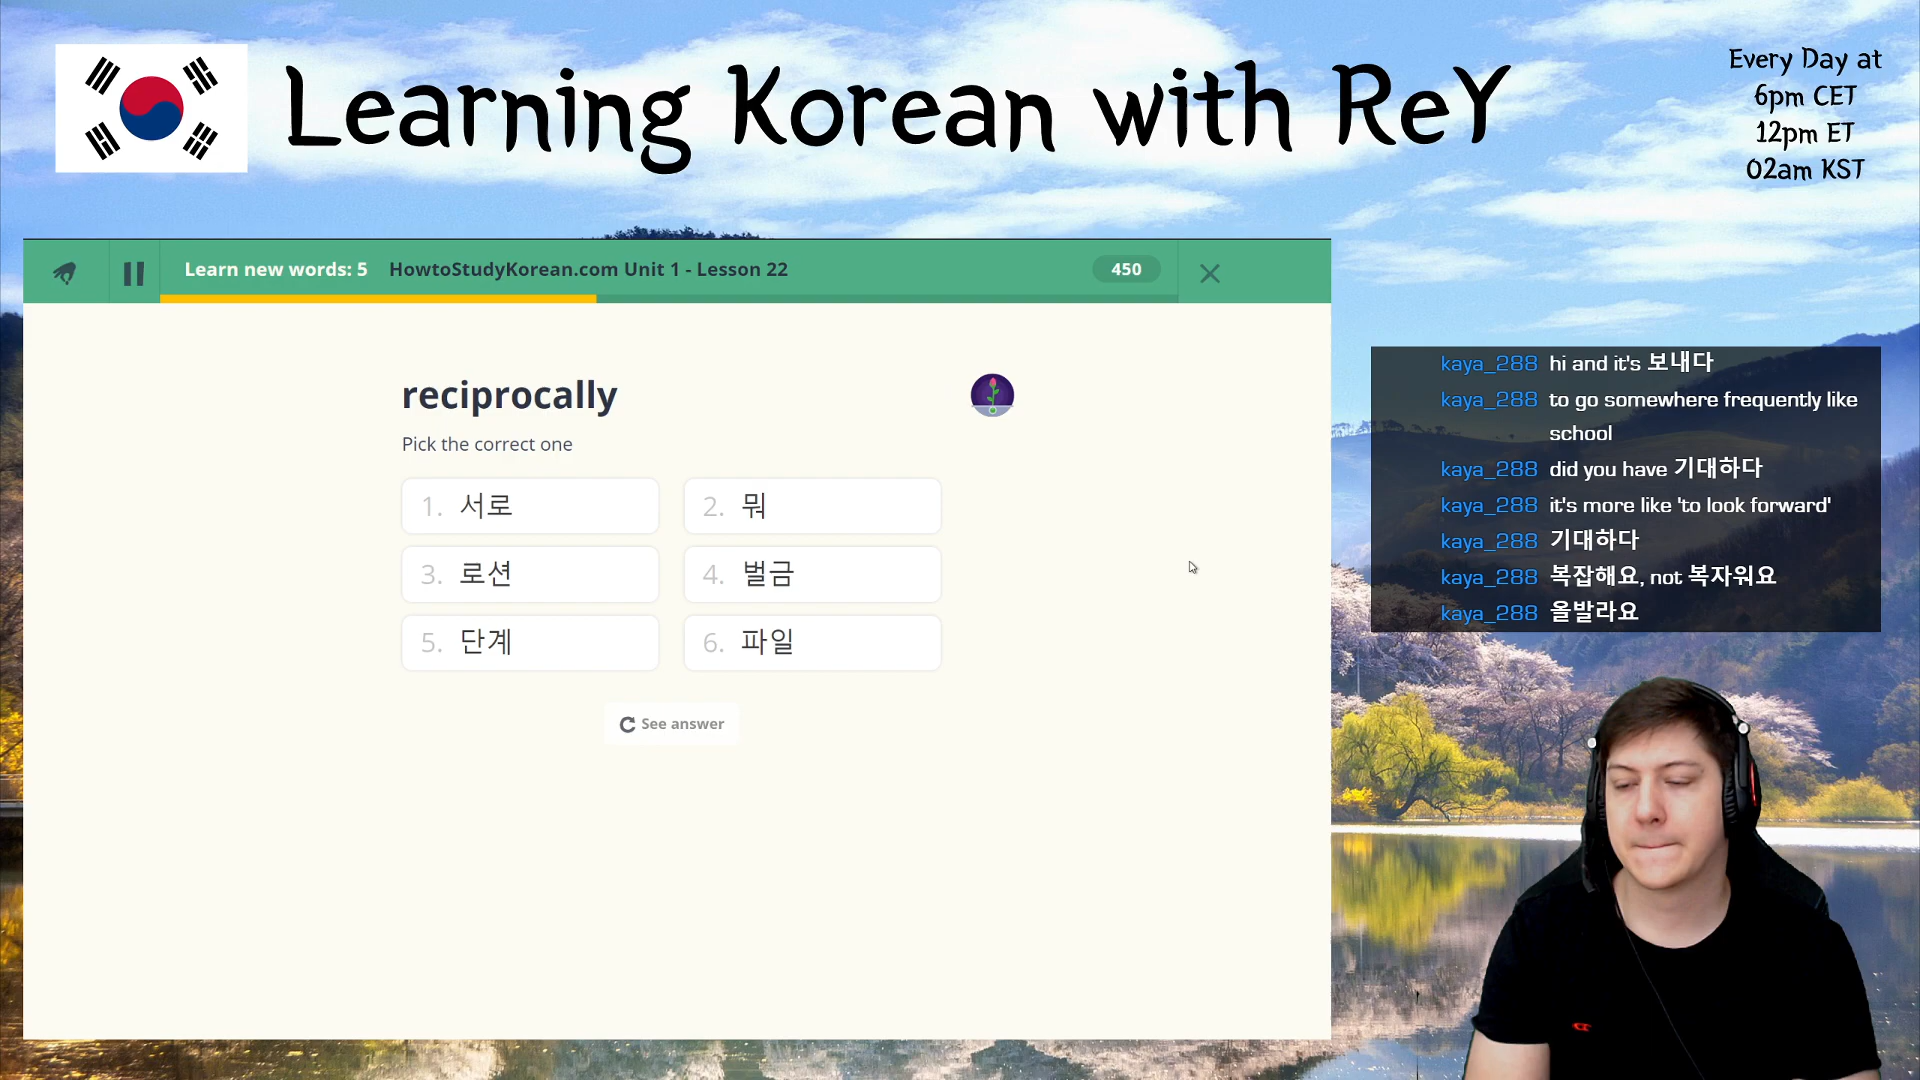 Learning Korean with ReY
Every Day at
6pm CET
12pm ET
02am KST
Learn new words: 5 HowtoStudyKorean.com Unit 1 - Lesson 22
450
reciprocally
Pick the correct one
1. 서로
2. 뭐
3. 로션
4. 벌금
5. 단계
6. 파일
See answer
kaya_288 hi and it's 보내다
kaya_288 to go somewhere frequently like
school
kaya_288 did you have 기대하다
kaya_288 it's more like 'to look forward'
kaya_288 기대하다
kaya_288 복잡해요, not 복자워요
kaya_288 올발라요